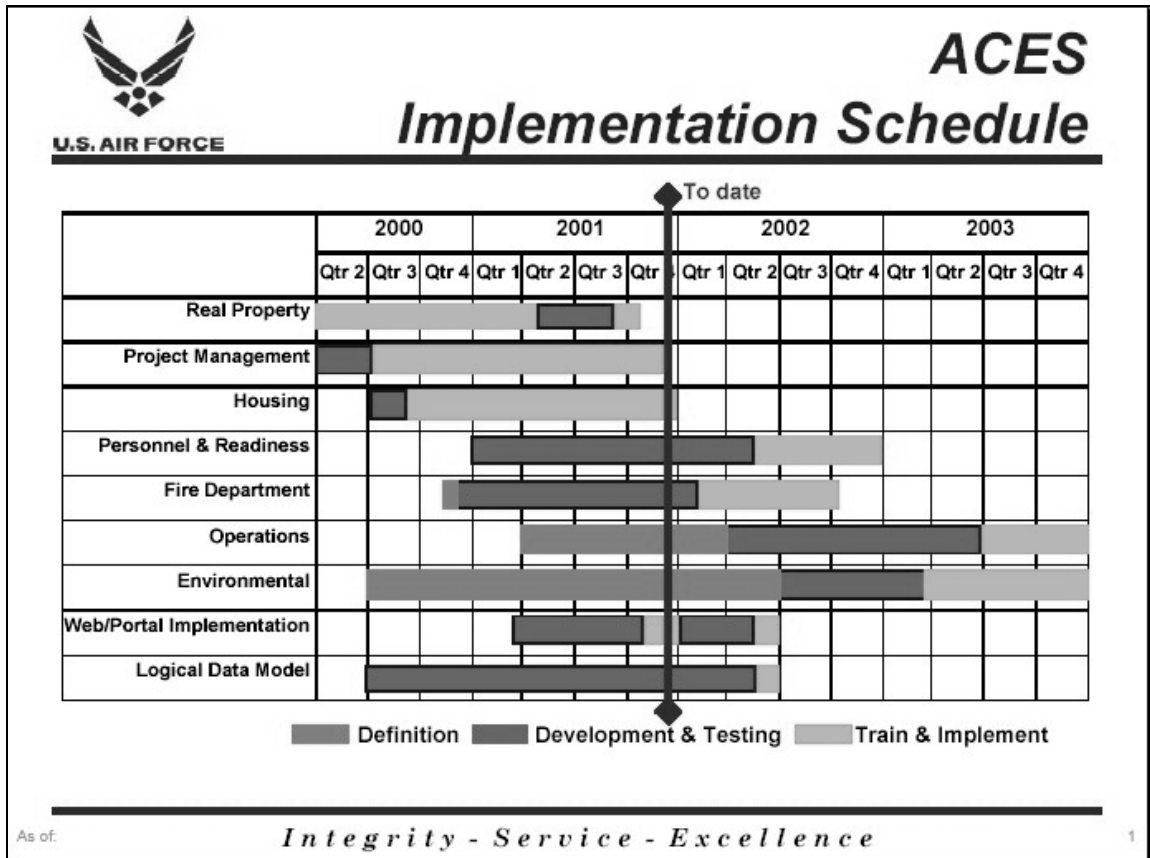 ACES
Implementation Schedule
U.S. AIR FORCE
To date
2000 2001 2002 2003
Qtr 2 Qtr 3 Qtr 4 Qtr 1 Qtr 2 Qtr 3 Qtr 4 Qtr 1 Qtr 2 Qtr 3 Qtr 4 Qtr 1 Qtr 2 Qtr 3 Qtr 4
Real Property
Project Management
Housing
Personnel & Readiness
Fire Department
Operations
Environmental
Web/Portal Implementation
Logical Data Model
Definition Development & Testing Train & Implement
As of: Integrity - Service - Excellence 1